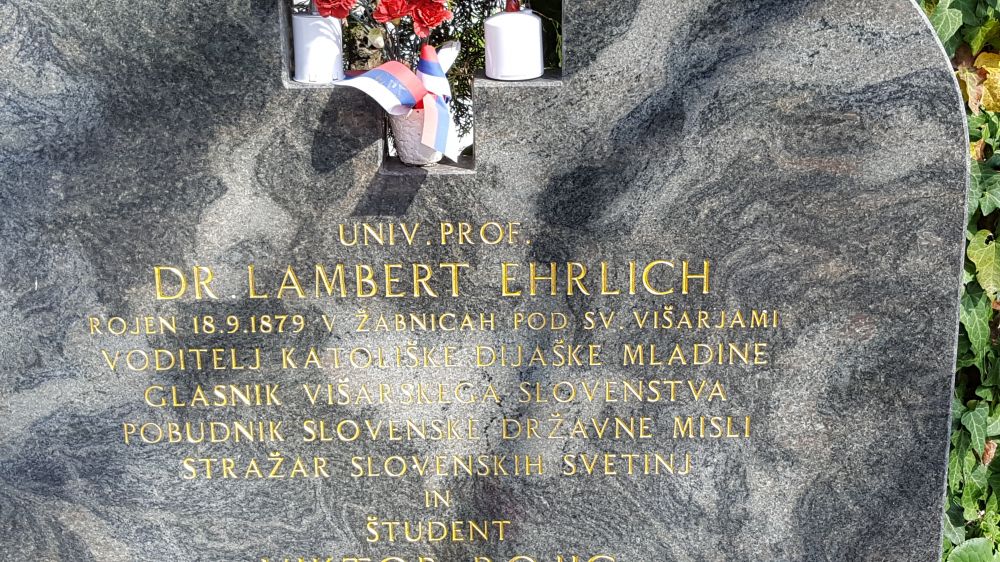 UNIV. PROF.
DR. LAMBERT EHRLICH
ROJEN 18.9.1879 V ŽABNICAH POD SV. VIŠARJAMI
VODITELJ KATOLIŠKE DIJAŠKE MLADINE
GLASNIK VIŠARSKEGA SLOVENSTVA
POBUDNIK SLOVENSKE DRŽAVNE MISLI
STRAŽAR SLOVENSKIH SVETINJ
IN
ŠTUDENT
VIKTOR